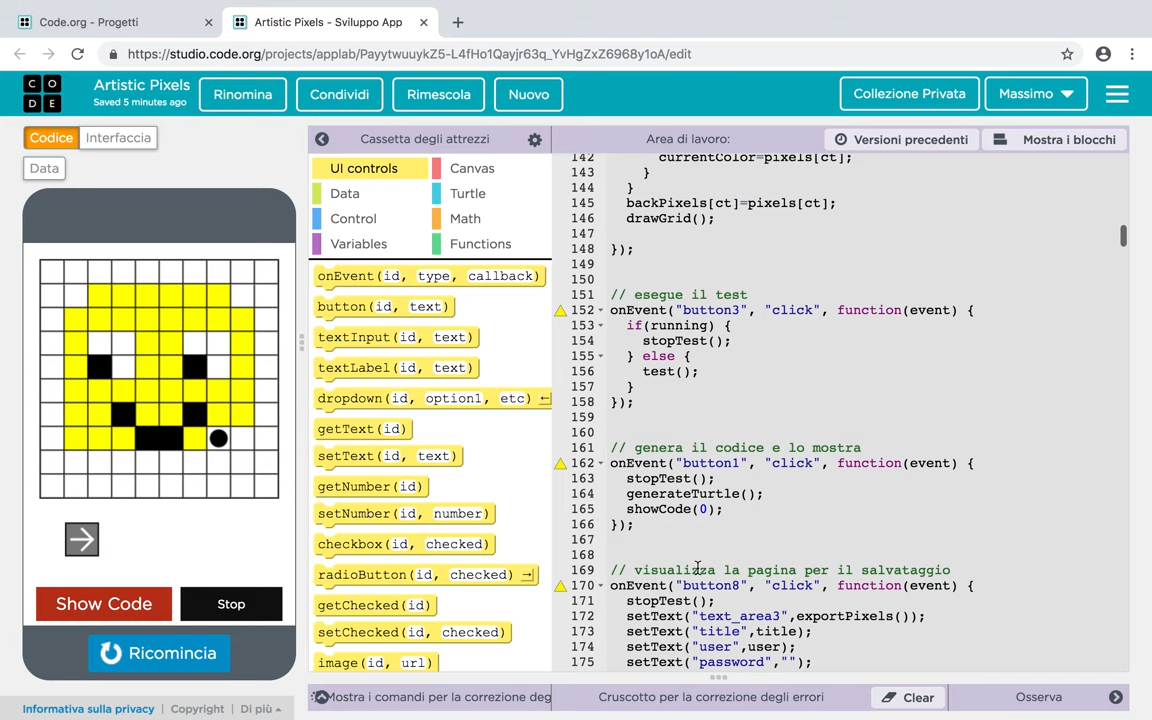 Code.org - Progetti
Artistic Pixels - Sviluppo App
https://studio.code.org/projects/applab/PayytwuuykZ5-L4fHo1Qayjr63q_YvHgZxZ6968y1oA/edit
C O
D E
Artistic Pixels
Saved 5 minutes ago
Rinomina
Condividi
Rimescola
Nuovo
Collezione Privata
Massimo
Codice
Interfaccia
Data
Cassetta degli attrezzi
Area di lavoro:
Versioni precedenti
Mostra i blocchi
UI controls
Canvas
Data
Turtle
Control
Math
Variables
Functions
onEvent(id, type, callback)
button(id, text)
textInput(id, text)
textLabel(id, text)
dropdown(id, option1, etc)
getText(id)
setText(id, text)
getNumber(id)
setNumber(id, number)
checkbox(id, checked)
radioButton(id, checked)
getChecked(id)
setChecked(id, checked)
image(id, url)
142 currentColor=pixels[ct];
143 }
144 }
145 backPixels[ct]=pixels[ct];
146 drawGrid();
147
148 });
149
150
151 // esegue il test
152 onEvent("button3", "click", function(event) {
153 if(running) {
154 stopTest();
155 } else {
156 test();
157 }
158 });
159
160
161 // genera il codice e lo mostra
162 onEvent("button1", "click", function(event) {
163 stopTest();
164 generateTurtle();
165 showCode(0);
166 });
167
168
169 // visualizza la pagina per il salvataggio
170 onEvent("button8", "click", function(event) {
171 stopTest();
172 setText("text_area3",exportPixels());
173 setText("title",title);
174 setText("user",user);
175 setText("password","");
Show Code
Stop
Ricomincia
Informativa sulla privacy
Copyright
Di più
Mostra i comandi per la correzione deg
Cruscotto per la correzione degli errori
Clear
Osserva